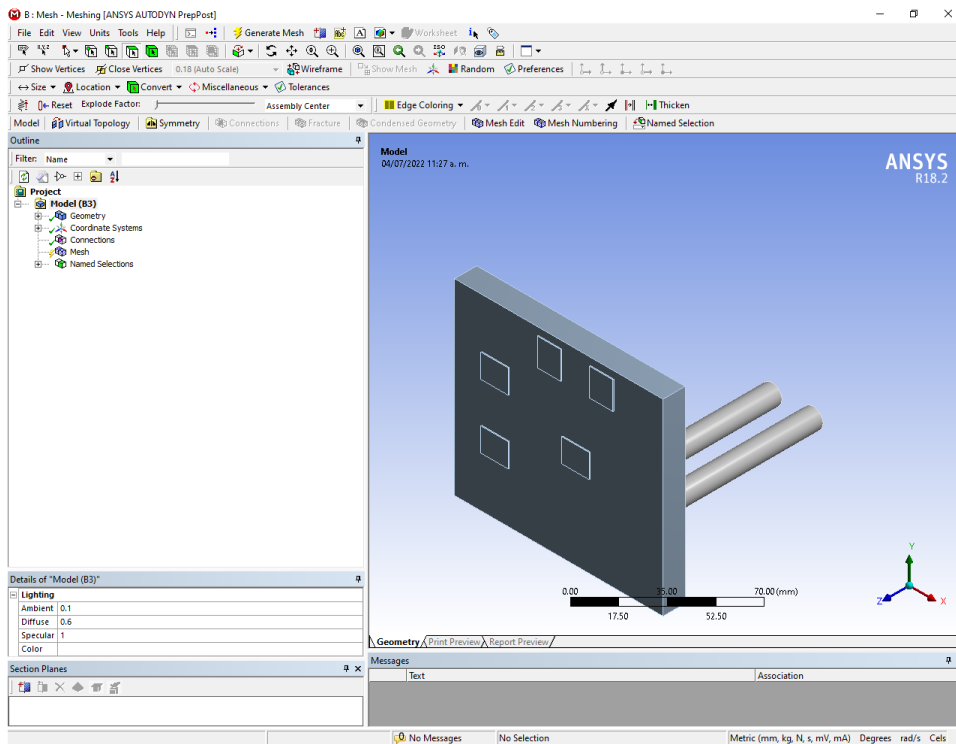 B : Mesh - Meshing [ANSYS AUTODYN PrepPost]
File Edit View Units Tools Help Generate Mesh A Worksheet i
ISO
Show Vertices Close Vertices 0.18 (Auto Scale) Wireframe Show Mesh Random Preferences
Size Location Convert Miscellaneous Tolerances
Reset Explode Factor: Assembly Center Edge Coloring Thicken
Model Virtual Topology Symmetry Connections Fracture Condensed Geometry Mesh Edit Mesh Numbering Named Selection
Outline
Filter: Name
Project
Model (B3)
Geometry
Coordinate Systems
Connections
Mesh
Named Selections
Details of "Model (B3)"
Lighting
Ambient 0.1
Diffuse 0.6
Specular 1
Color
Section Planes
Model
04/07/2022 11:27 a. m.
ANSYS
R18.2
Y
Z X
0.00 35.00 70.00 (mm)
17.50 52.50
Geometry Print Preview Report Preview
Messages
Text Association
No Messages No Selection Metric (mm, kg, N, s, mV, mA) Degrees rad/s Cels